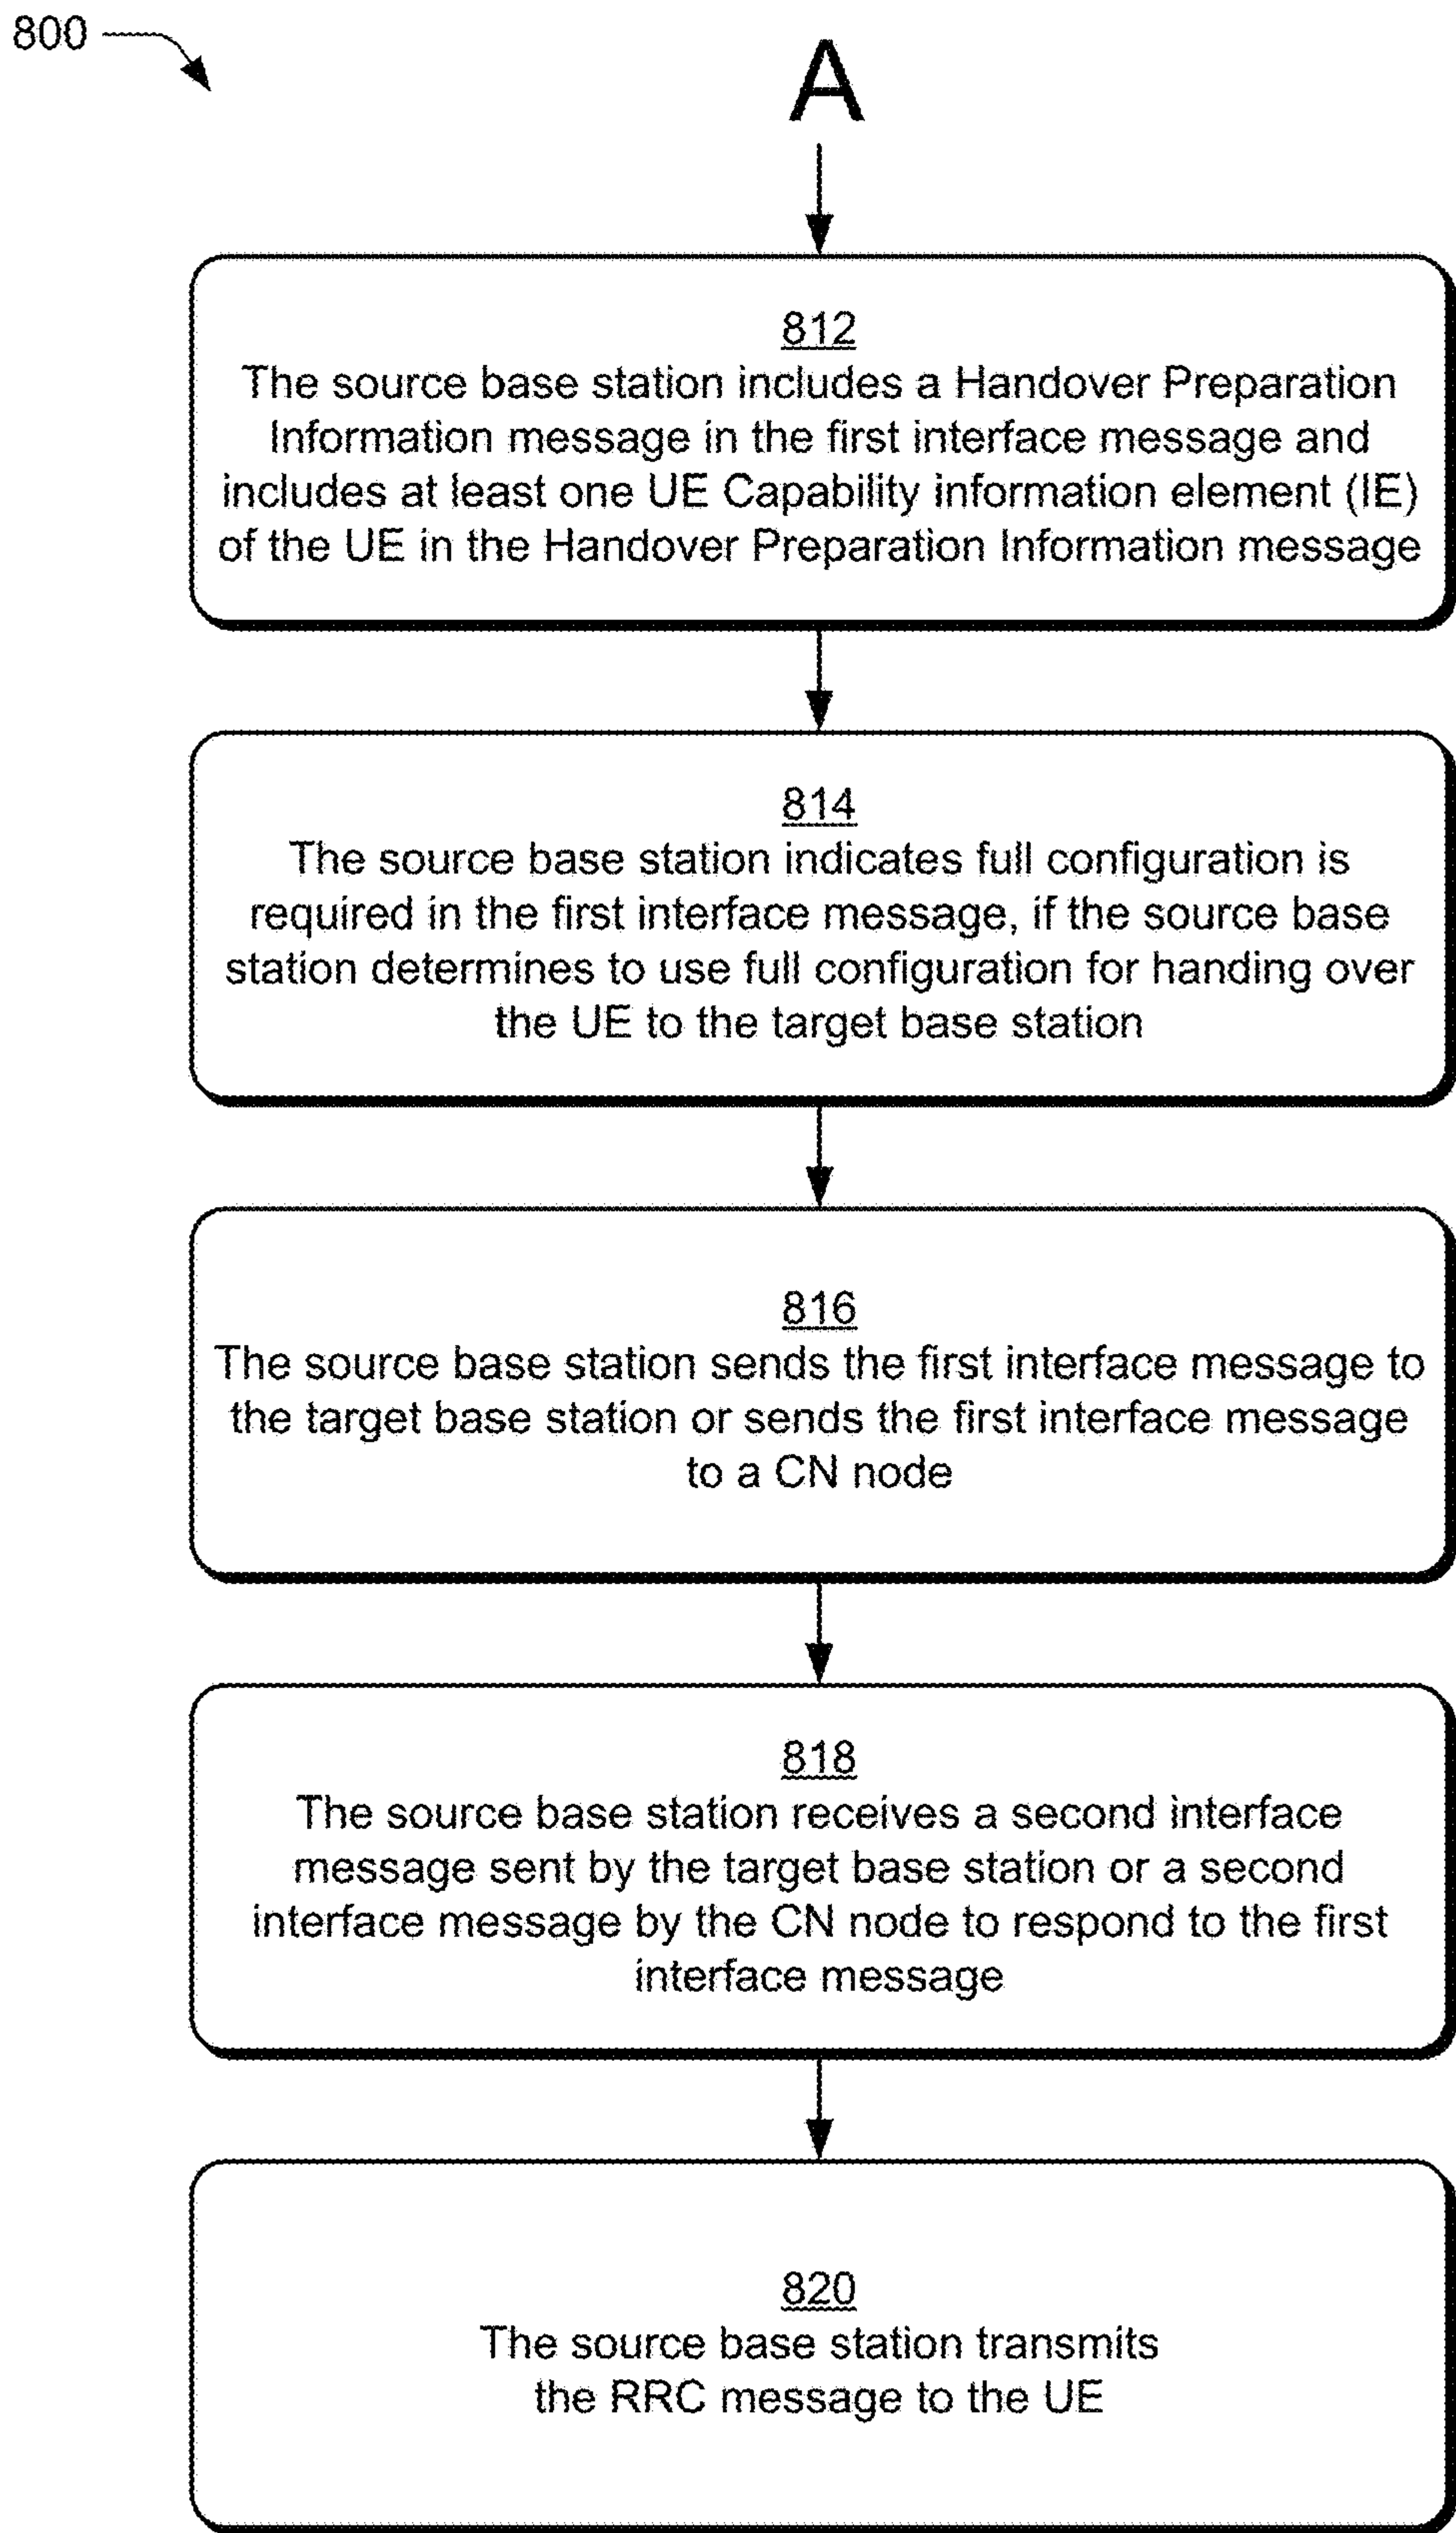 800
A
812
The source base station includes a Handover Preparation
Information message in the first interface message and
includes at least one UE Capability information element (IE)
of the UE in the Handover Preparation Information message
814
The source base station indicates full configuration is
required in the first interface message, if the source base
station determines to use full configuration for handing over
the UE to the target base station
816
The source base station sends the first interface message to
the target base station or sends the first interface message
to a CN node
818
The source base station receives a second interface
message sent by the target base station or a second
interface message by the CN node to respond to the first
interface message
820
The source base station transmits
the RRC message to the UE